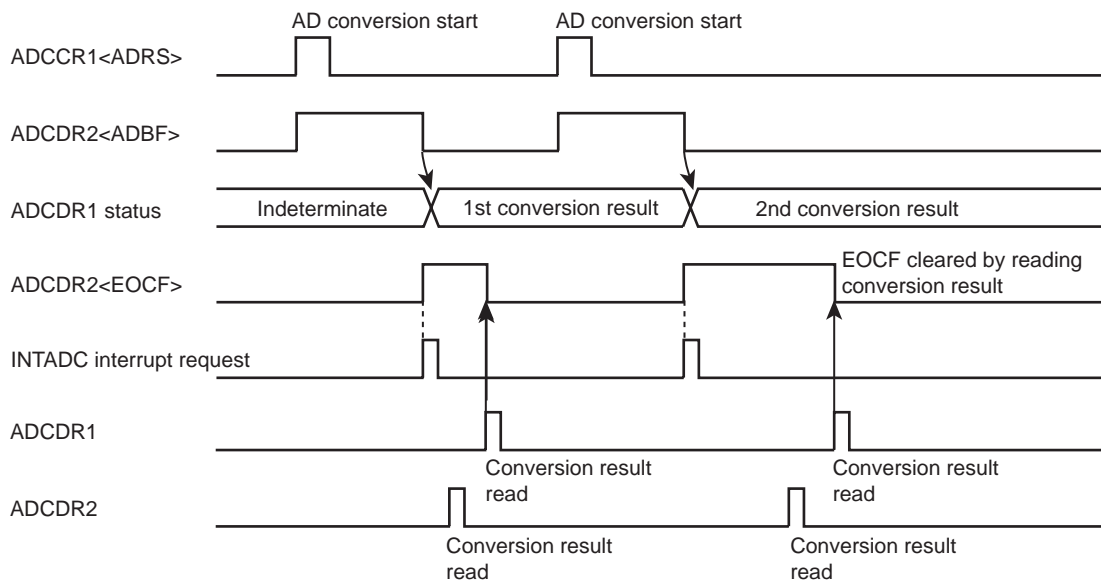 AD conversion start
AD conversion start
ADCCR1<ADRS>
ADCDR2<ADBF>
ADCDR1 status
Indeterminate
1st conversion result
2nd conversion result
ADCDR2<EOCF>
EOCF cleared by reading
conversion result
INTADC interrupt request
ADCDR1
Conversion result
read
Conversion result
read
ADCDR2
Conversion result
read
Conversion result
read